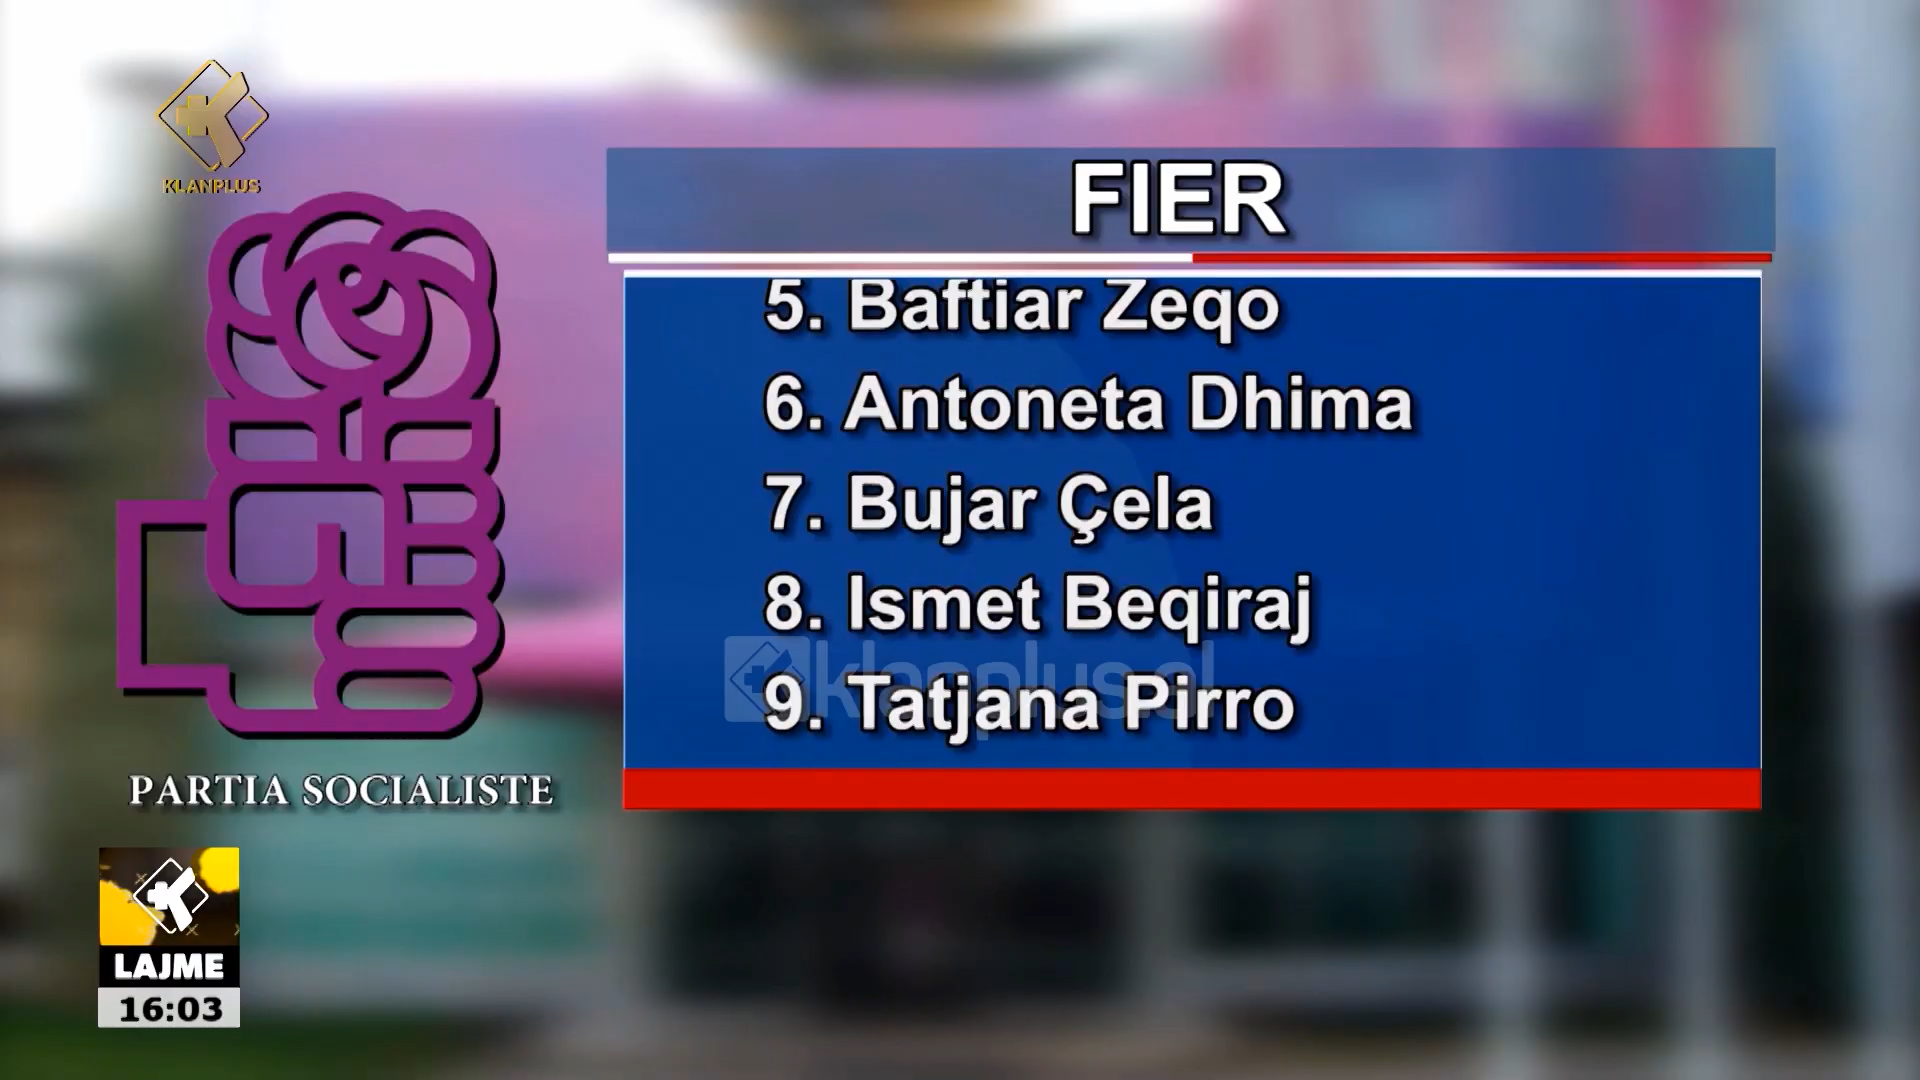 KLANPLUS
FIER
5. Baftiar Zeqo
6. Antoneta Dhima
7. Bujar Çela
8. Ismet Beqiraj
9. Tatjana Pirro
klanplus.al
PARTIA SOCIALISTE
LAJME
16:03